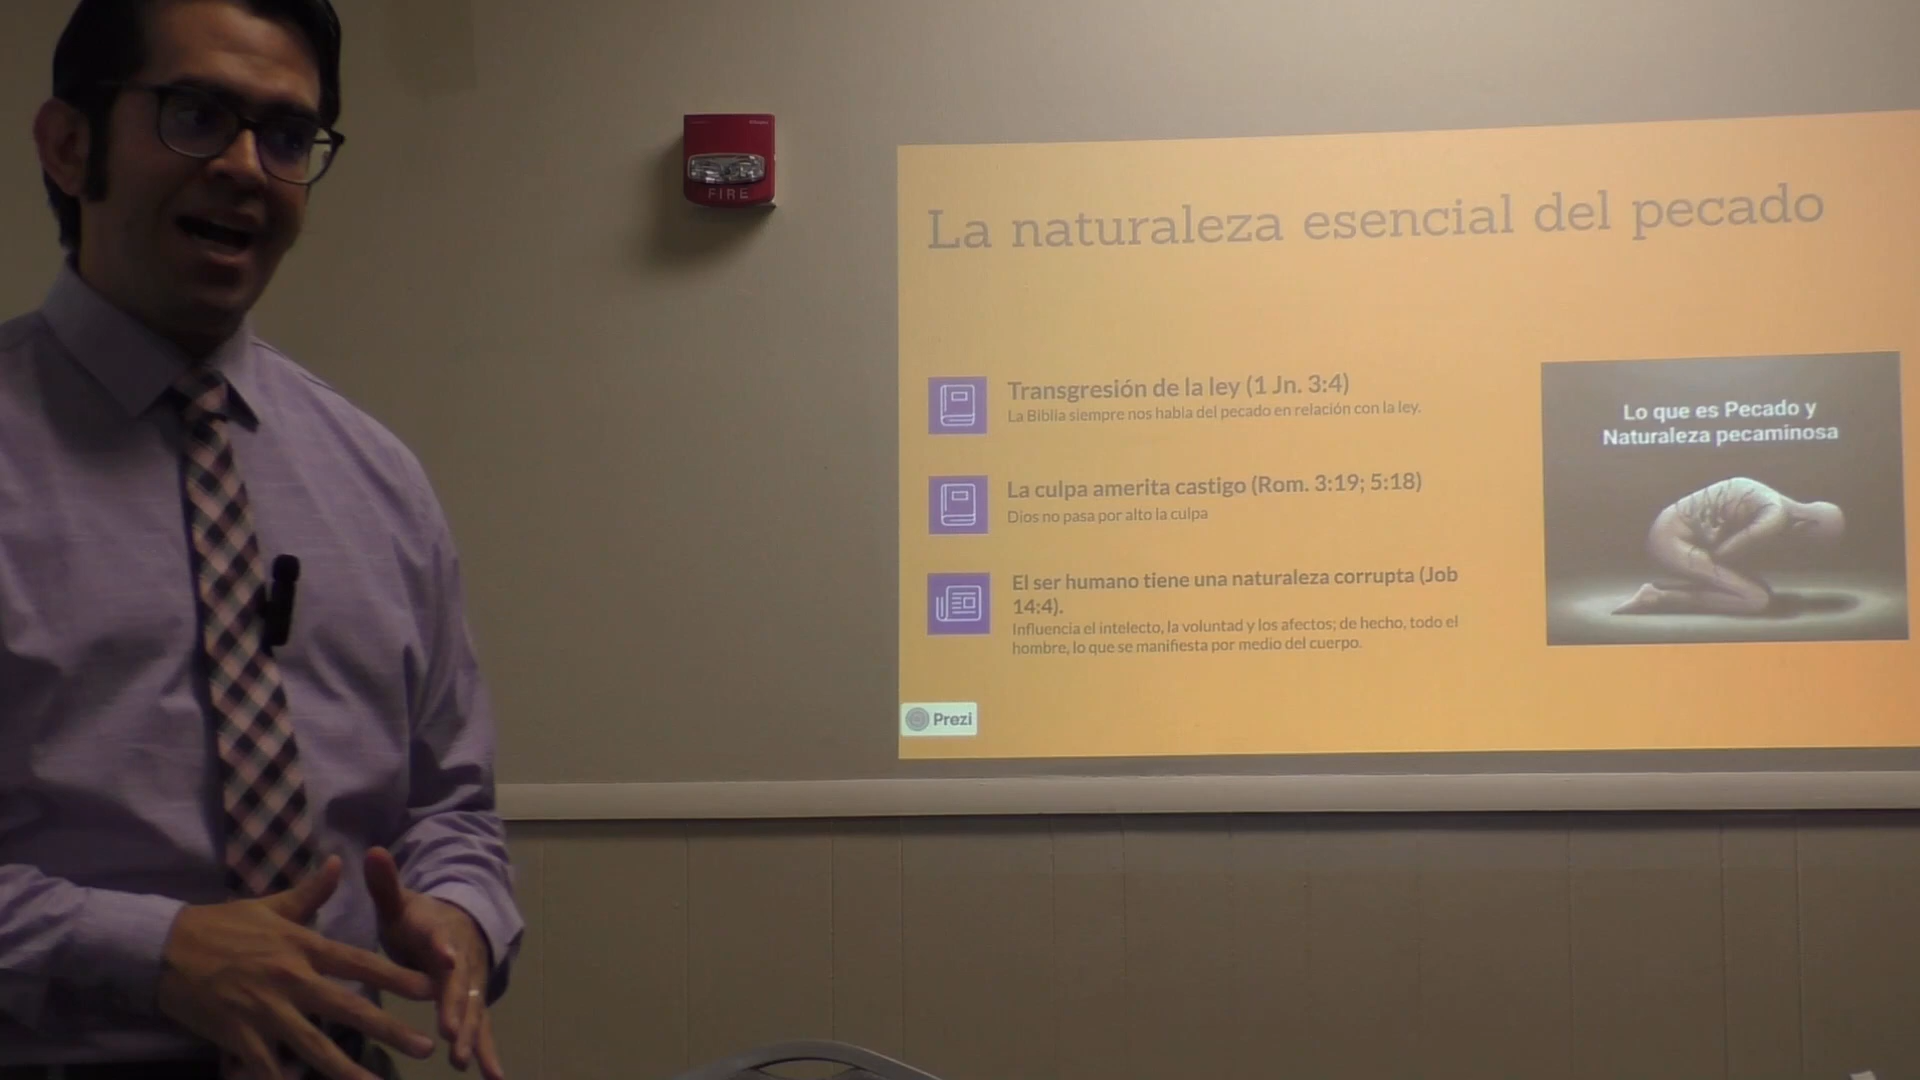 FIRE
La naturaleza esencial del pecado
Transgresión de la ley (1 Jn. 3:4)
La Biblia siempre nos habla del pecado en relación con la ley.
La culpa amerita castigo (Rom. 3:19; 5:18)
Dios no pasa por alto la culpa
El ser humano tiene una naturaleza corrupta (Job
14:4).
Influencia el intelecto, la voluntad y los afectos; de hecho, todo el
hombre, lo que se manifiesta por medio del cuerpo.
Lo que es Pecado y
Naturaleza pecaminosa
Prezi